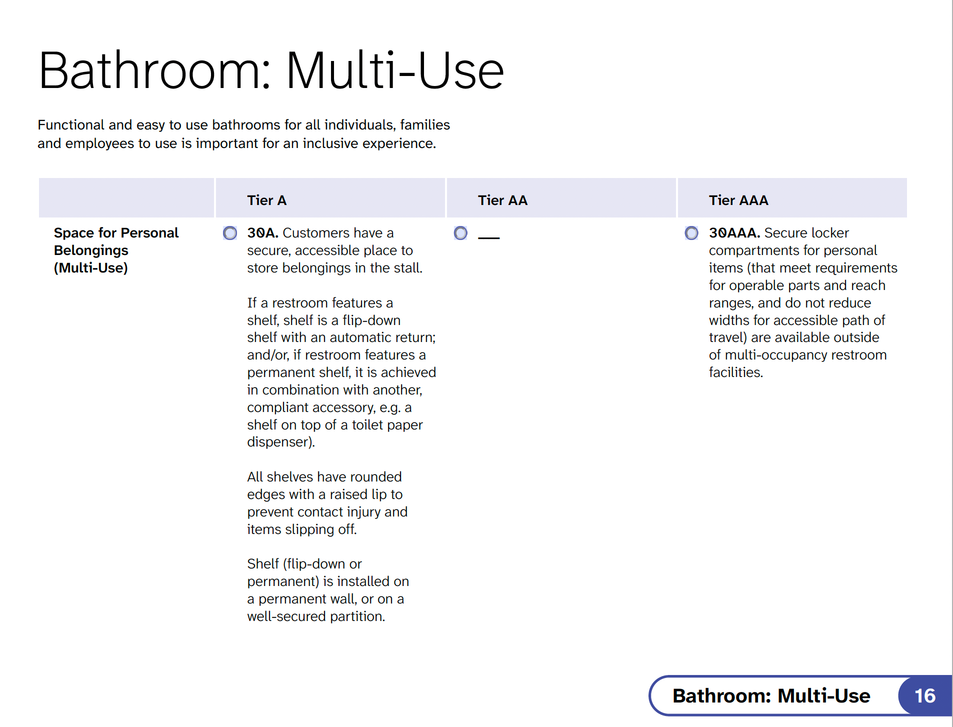 Bathroom: Multi-Use
Functional and easy to use bathrooms for all individuals, families
and employees to use is important for an inclusive experience.
Tier A
Tier AA
Tier AAA
Space for Personal
Belongings
(Multi-Use)
30A. Customers have a
secure, accessible place to
store belongings in the stall.
If a restroom features a
shelf, shelf is a flip-down
shelf with an automatic return;
and/or, if restroom features a
permanent shelf, it is achieved
in combination with another,
compliant accessory, e.g. a
shelf on top of a toilet paper
dispenser).
All shelves have rounded
edges with a raised lip to
prevent contact injury and
items slipping off.
Shelf (flip-down or
permanent) is installed on
a permanent wall, or on a
well-secured partition.
__
30AAA. Secure locker
compartments for personal
items (that meet requirements
for operable parts and reach
ranges, and do not reduce
widths for accessible path of
travel) are available outside
of multi-occupancy restroom
facilities.
Bathroom: Multi-Use 16